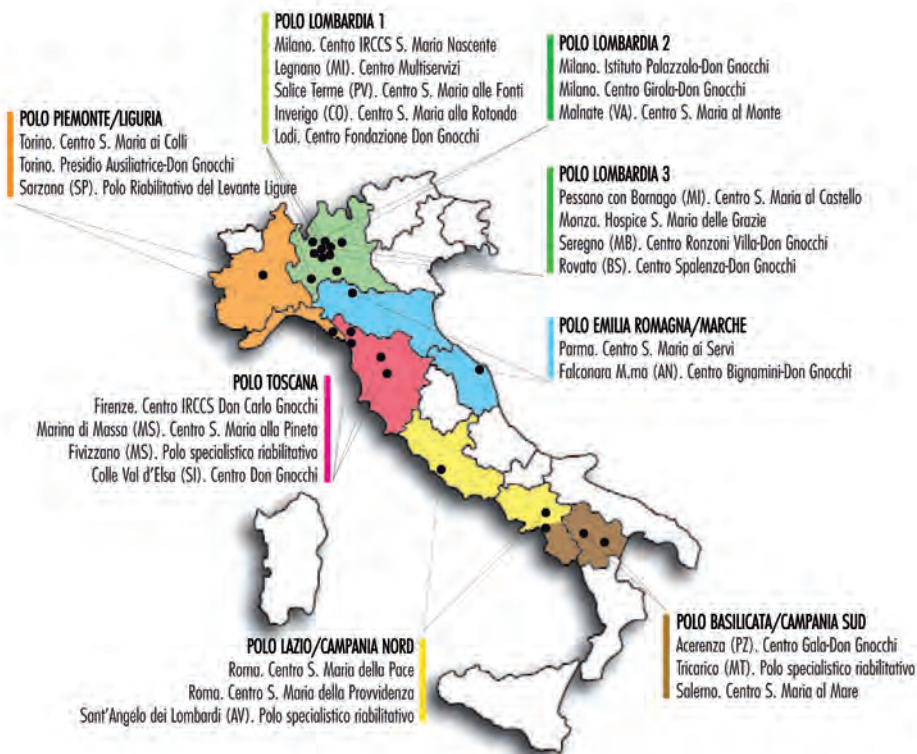 POLO LOMBARDIA 1
Milano. Centro IRCCS S. Maria Nascente
Legnano (MI). Centro Multiservizi
Salice Terme (PV). Centro S. Maria alle Fonti
Inverigo (CO). Centro S. Maria alla Rotonda
Lodi. Centro Fondazione Don Gnocchi
POLO LOMBARDIA 2
Milano. Istituto Palazzolo-Don Gnocchi
Milano. Centro Girola-Don Gnocchi
Malnate (VA). Centro S. Maria al Monte
POLO PIEMONTE/LIGURIA
Torino. Centro S. Maria ai Colli
Torino. Presidio Ausiliatrice-Don Gnocchi
Sarzana (SP). Polo Riabilitativo del Levante Ligure
POLO LOMBARDIA 3
Pessano con Bornago (MI). Centro S. Maria al Castello
Monza. Hospice S. Maria delle Grazie
Seregno (MB). Centro Ronzoni Villa-Don Gnocchi
Rovato (BS). Centro Spalenza-Don Gnocchi
POLO EMILIA ROMAGNA/MARCHE
Parma. Centro S. Maria ai Servi
Falconara M.ma (AN). Centro Bignamini-Don Gnocchi
POLO TOSCANA
Firenze. Centro IRCCS Don Carlo Gnocchi
Marina di Massa (MS). Centro S. Maria alla Pineta
Fivizzano (MS). Polo specialistico riabilitativo
Colle Val d'Elsa (SI). Centro Don Gnocchi
POLO LAZIO/CAMPANIA NORD
Roma. Centro S. Maria della Pace
Roma. Centro S. Maria della Provvidenza
Sant'Angelo dei Lombardi (AV). Polo specialistico riabilitativo
POLO BASILICATA/CAMPANIA SUD
Acerenza (PZ). Centro Gala-Don Gnocchi
Tricarico (MT). Polo specialistico riabilitativo
Salerno. Centro S. Maria al Mare